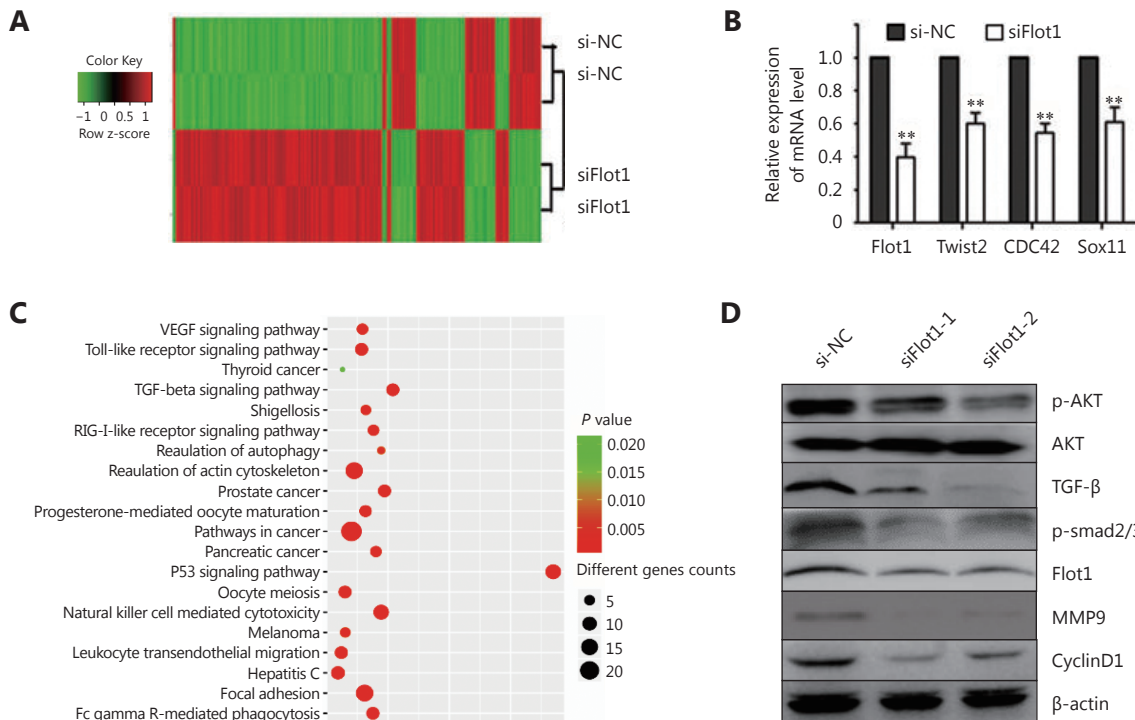 A
Color Key
−1 0 0.5 1
Row z-score
si-NC
si-NC
siFlot1
siFlot1
B
si-NC siFlot1
Relative expression
of mRNA level
1.0
0.8
0.6
0.4
0.2
0
**
**
**
**
Flot1 Twist2 CDC42 Sox11
C
VEGF signaling pathway
Toll-like receptor signaling pathway
Thyroid cancer
TGF-beta signaling pathway
Shigellosis
RIG-I-like receptor signaling pathway
Reaulation of autophagy
Reaulation of actin cytoskeleton
Prostate cancer
Progesterone-mediated oocyte maturation
Pathways in cancer
Pancreatic cancer
P53 signaling pathway
Oocyte meiosis
Natural killer cell mediated cytotoxicity
Melanoma
Leukocyte transendothelial migration
Hepatitis C
Focal adhesion
Fc gamma R-mediated phagocytosis
P value
0.020
0.015
0.010
0.005
Different genes counts
5
10
15
20
D
si-NC siFlot1-1 siFlot1-2
p-AKT
AKT
TGF-β
p-smad2/3
Flot1
MMP9
CyclinD1
β-actin